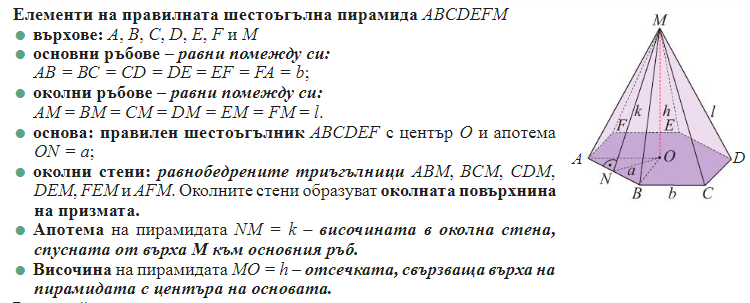 Елементи на правилната шестоъгълна пирамида ABCDEFM
● върхове: A, B, C, D, E, F и M
● основни ръбове – равни помежду си:
AB = BC = CD = DE = EF = FA = b;
● околни ръбове – равни помежду си:
AM = BM = CM = DM = EM = FM = l.
● основа: правилен шестоъгълник ABCDEF с център O и апотема
ON = a;
● околни стени: равнобедрените триъгълници ABM, BCM, CDM,
DEM, FEM и AFM. Околните стени образуват околната повърхнина
на призмата.
● Апотема на пирамидата NM = k – височината в околна стена,
спусната от върха M към основния ръб.
● Височина на пирамидата MO = h – отсечката, свързваща върха на
пирамидата с центъра на основата.
M
k h l
F E
A O D
N a
B b C